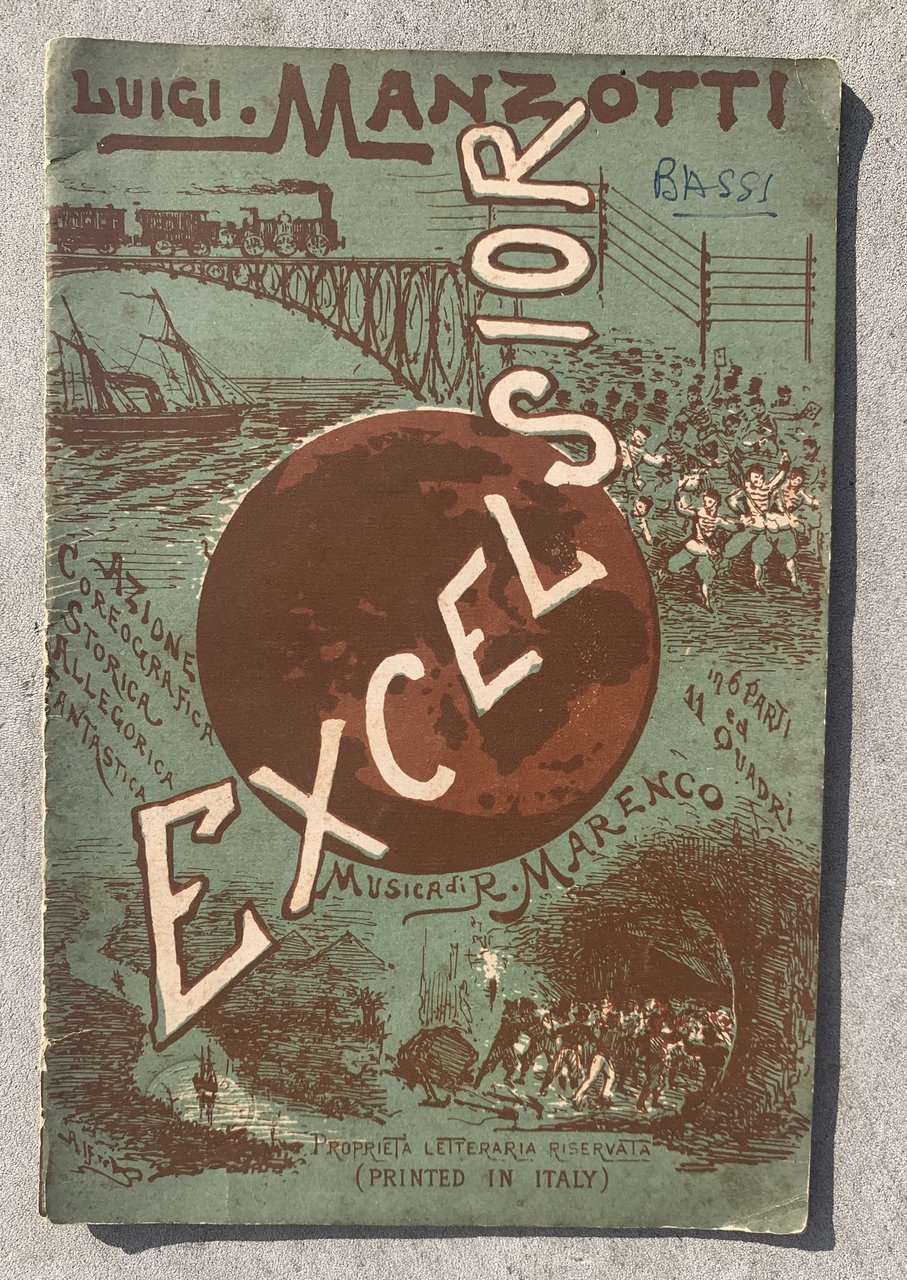 LUIGI. MANZOTTI
BASSI
EXCELSIOR
AZIONE
COREOGRAFICA
STORICA
ALLEGORICA
FANTASTICA
in 6 PARTI
ed
11 QUADRI
MUSICA di R. MARENCO
PROPRIETA LETTERARIA RISERVATA
(PRINTED IN ITALY)